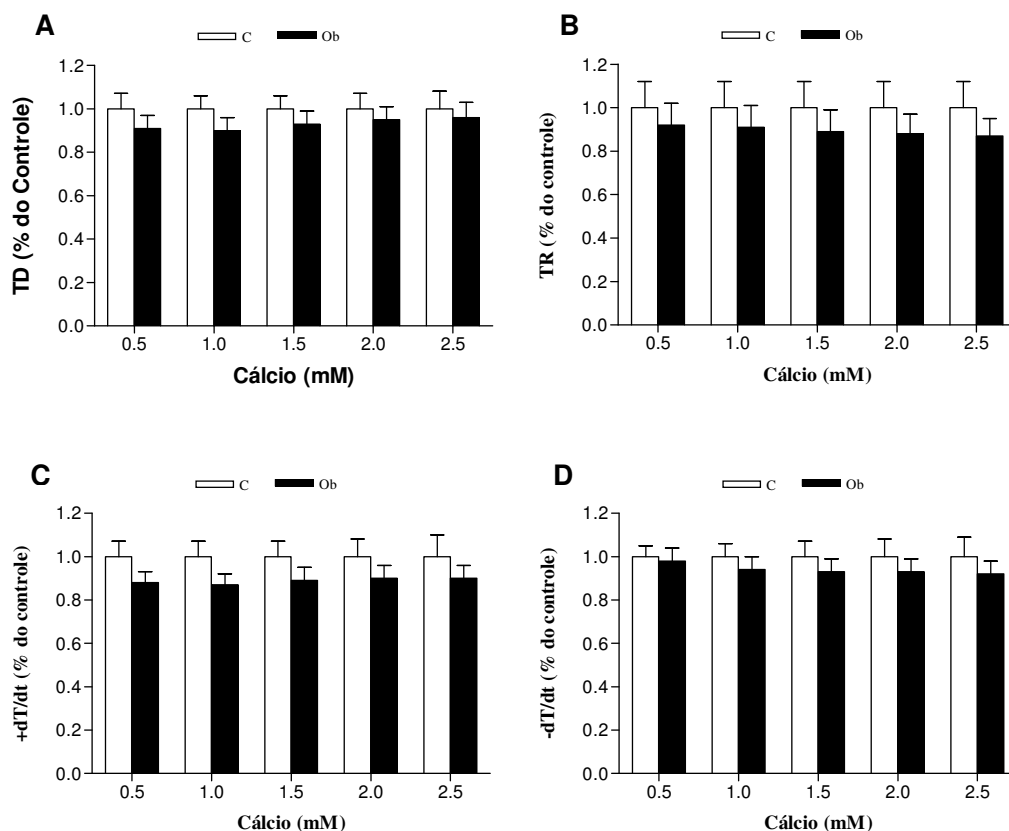 A
C Ob
TD (% do Controle)
1.2
1.0
0.8
0.6
0.4
0.2
0.0
0.5 1.0 1.5 2.0 2.5
Cálcio (mM)
B
C Ob
TR (% do controle)
1.2
1.0
0.8
0.6
0.4
0.2
0.0
0.5 1.0 1.5 2.0 2.5
Cálcio (mM)
C
C Ob
+dT/dt (% do controle)
1.2
1.0
0.8
0.6
0.4
0.2
0.0
0.5 1.0 1.5 2.0 2.5
Cálcio (mM)
D
C Ob
-dT/dt (% do controle)
1.2
1.0
0.8
0.6
0.4
0.2
0.0
0.5 1.0 1.5 2.0 2.5
Cálcio (mM)